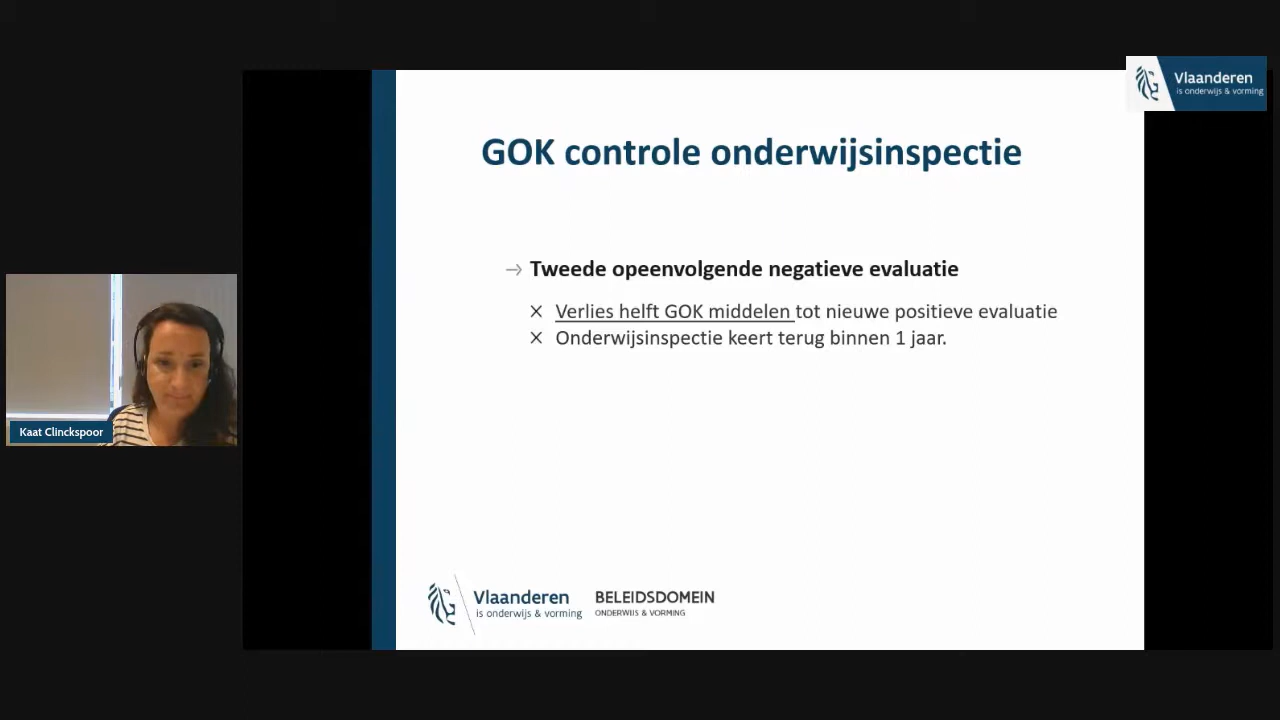 Vlaanderen
is onderwijs & vorming
GOK controle onderwijsinspectie
→ Tweede opeenvolgende negatieve evaluatie
× Verlies helft GOK middelen tot nieuwe positieve evaluatie
× Onderwijsinspectie keert terug binnen 1 jaar.
Kaat Clinckspoor
Vlaanderen
is onderwijs & vorming
BELEIDSDOMEIN
ONDERWIJS & VORMING